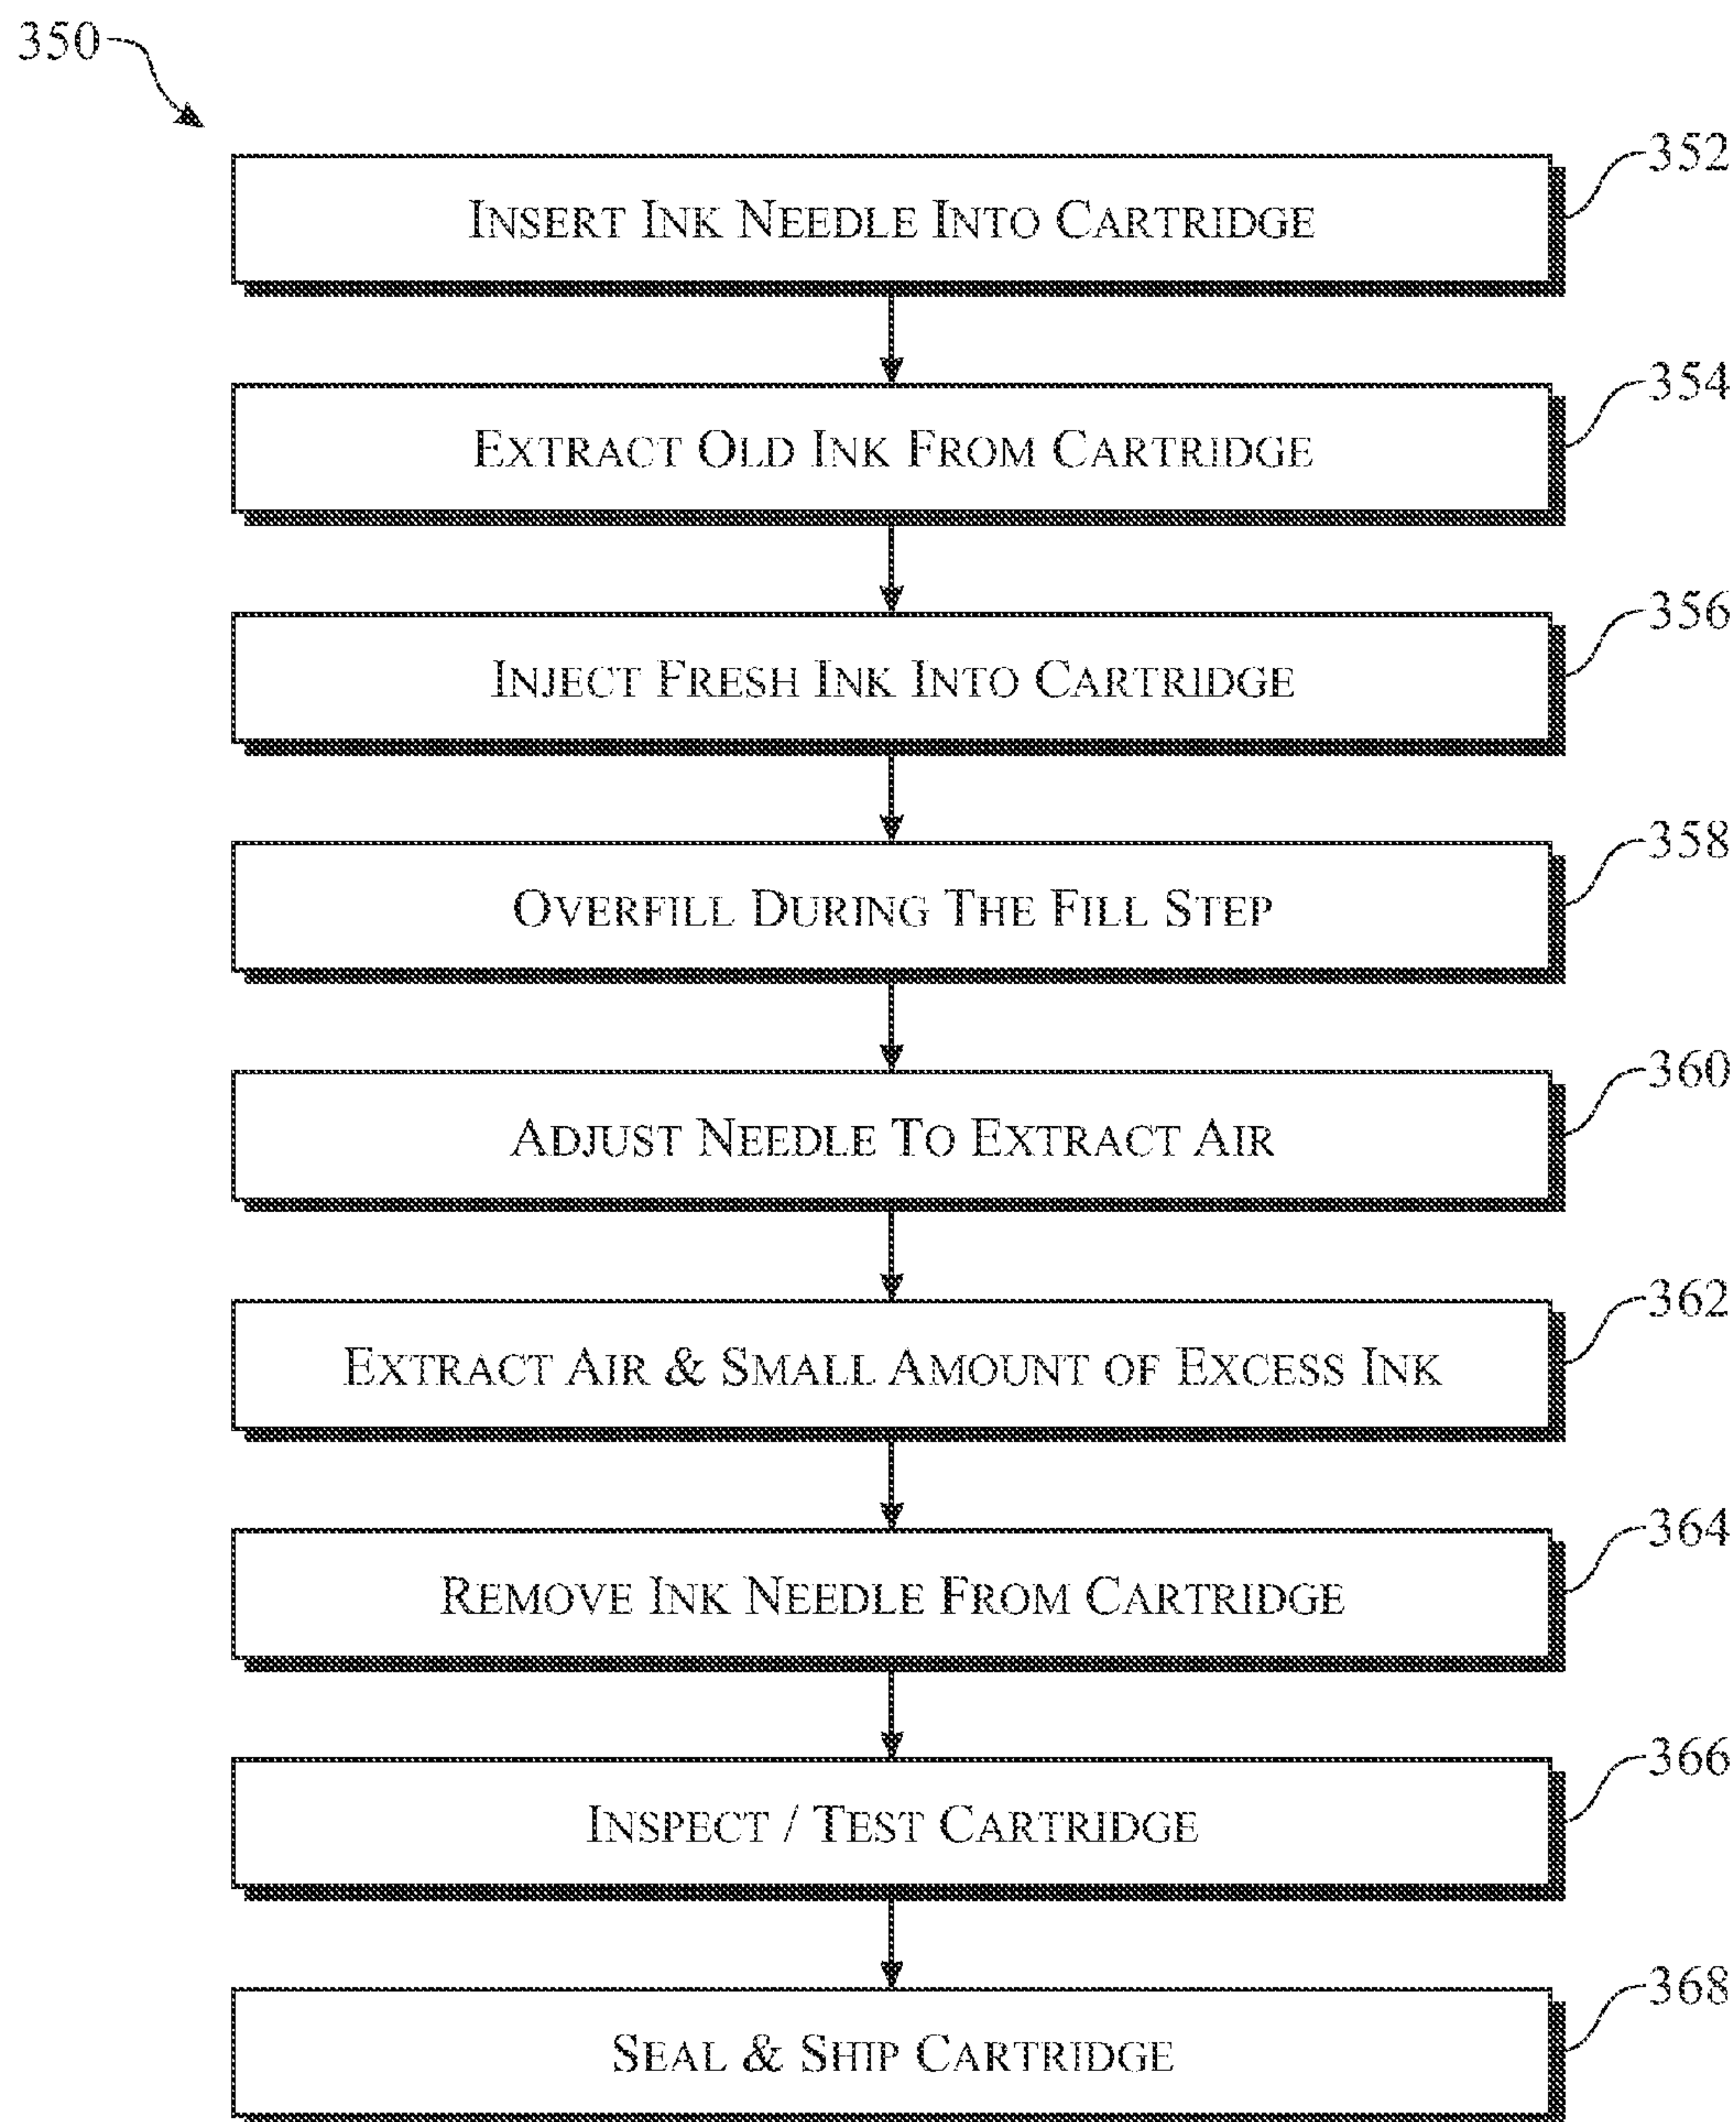 350
352
INSERT INK NEEDLE INTO CARTRIDGE
354
EXTRACT OLD INK FROM CARTRIDGE
356
INJECT FRESH INK INTO CARTRIDGE
358
OVERFILL DURING THE FILL STEP
360
ADJUST NEEDLE TO EXTRACT AIR
362
EXTRACT AIR & SMALL AMOUNT OF EXCESS INK
364
REMOVE INK NEEDLE FROM CARTRIDGE
366
INSPECT / TEST CARTRIDGE
368
SEAL & SHIP CARTRIDGE